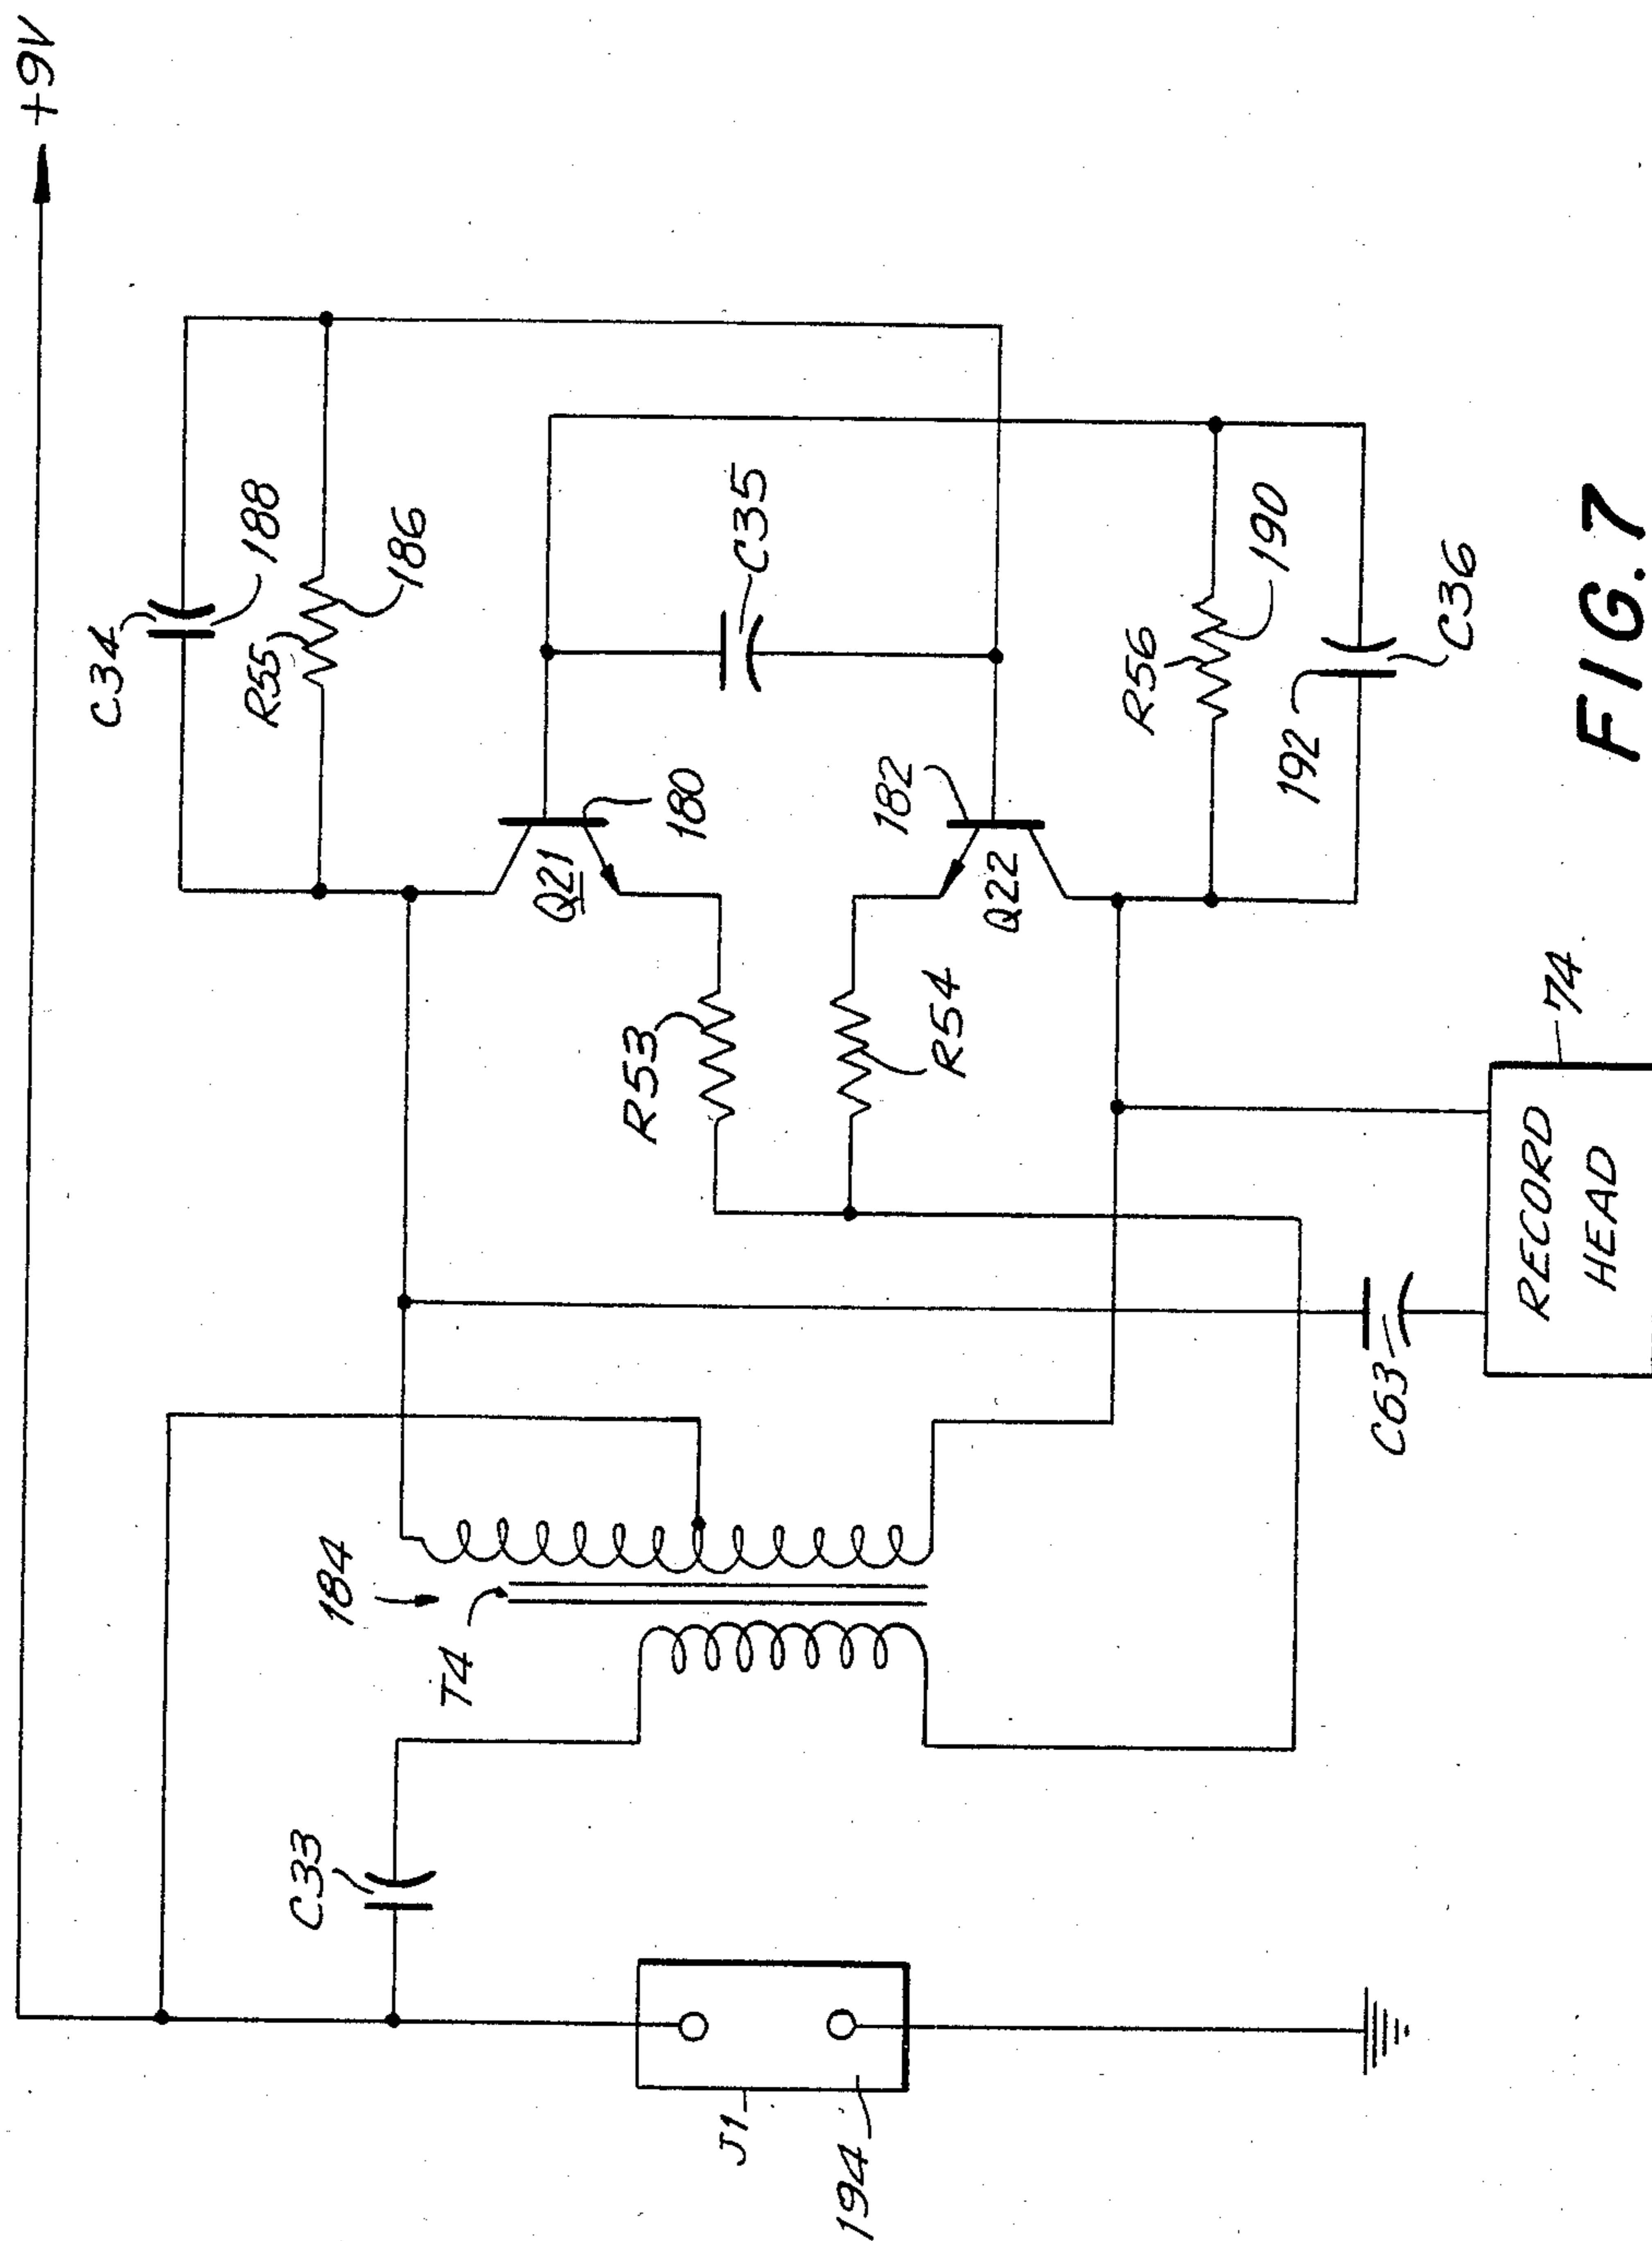 +9V
C34
188
R55
186
C35
Q21
180
182
Q22
R56
190
192
C36
R53
R54
184
T4
C33
C63
RECORD
HEAD
74
J1
194
FIG.7